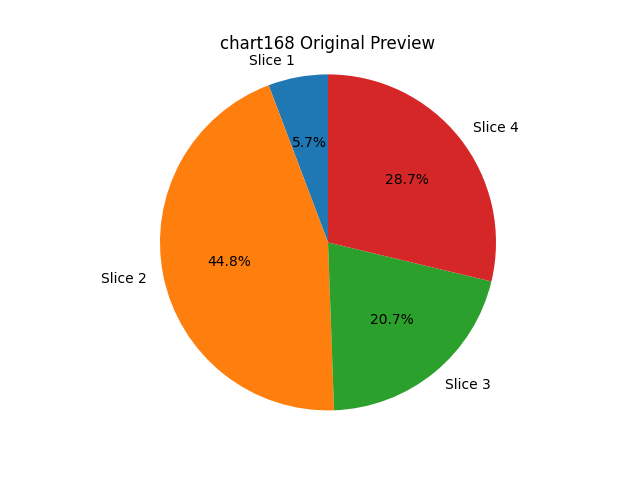 chart168 Original Preview
Slice 1
5.7%
Slice 4
28.7%
44.8%
Slice 2
20.7%
Slice 3